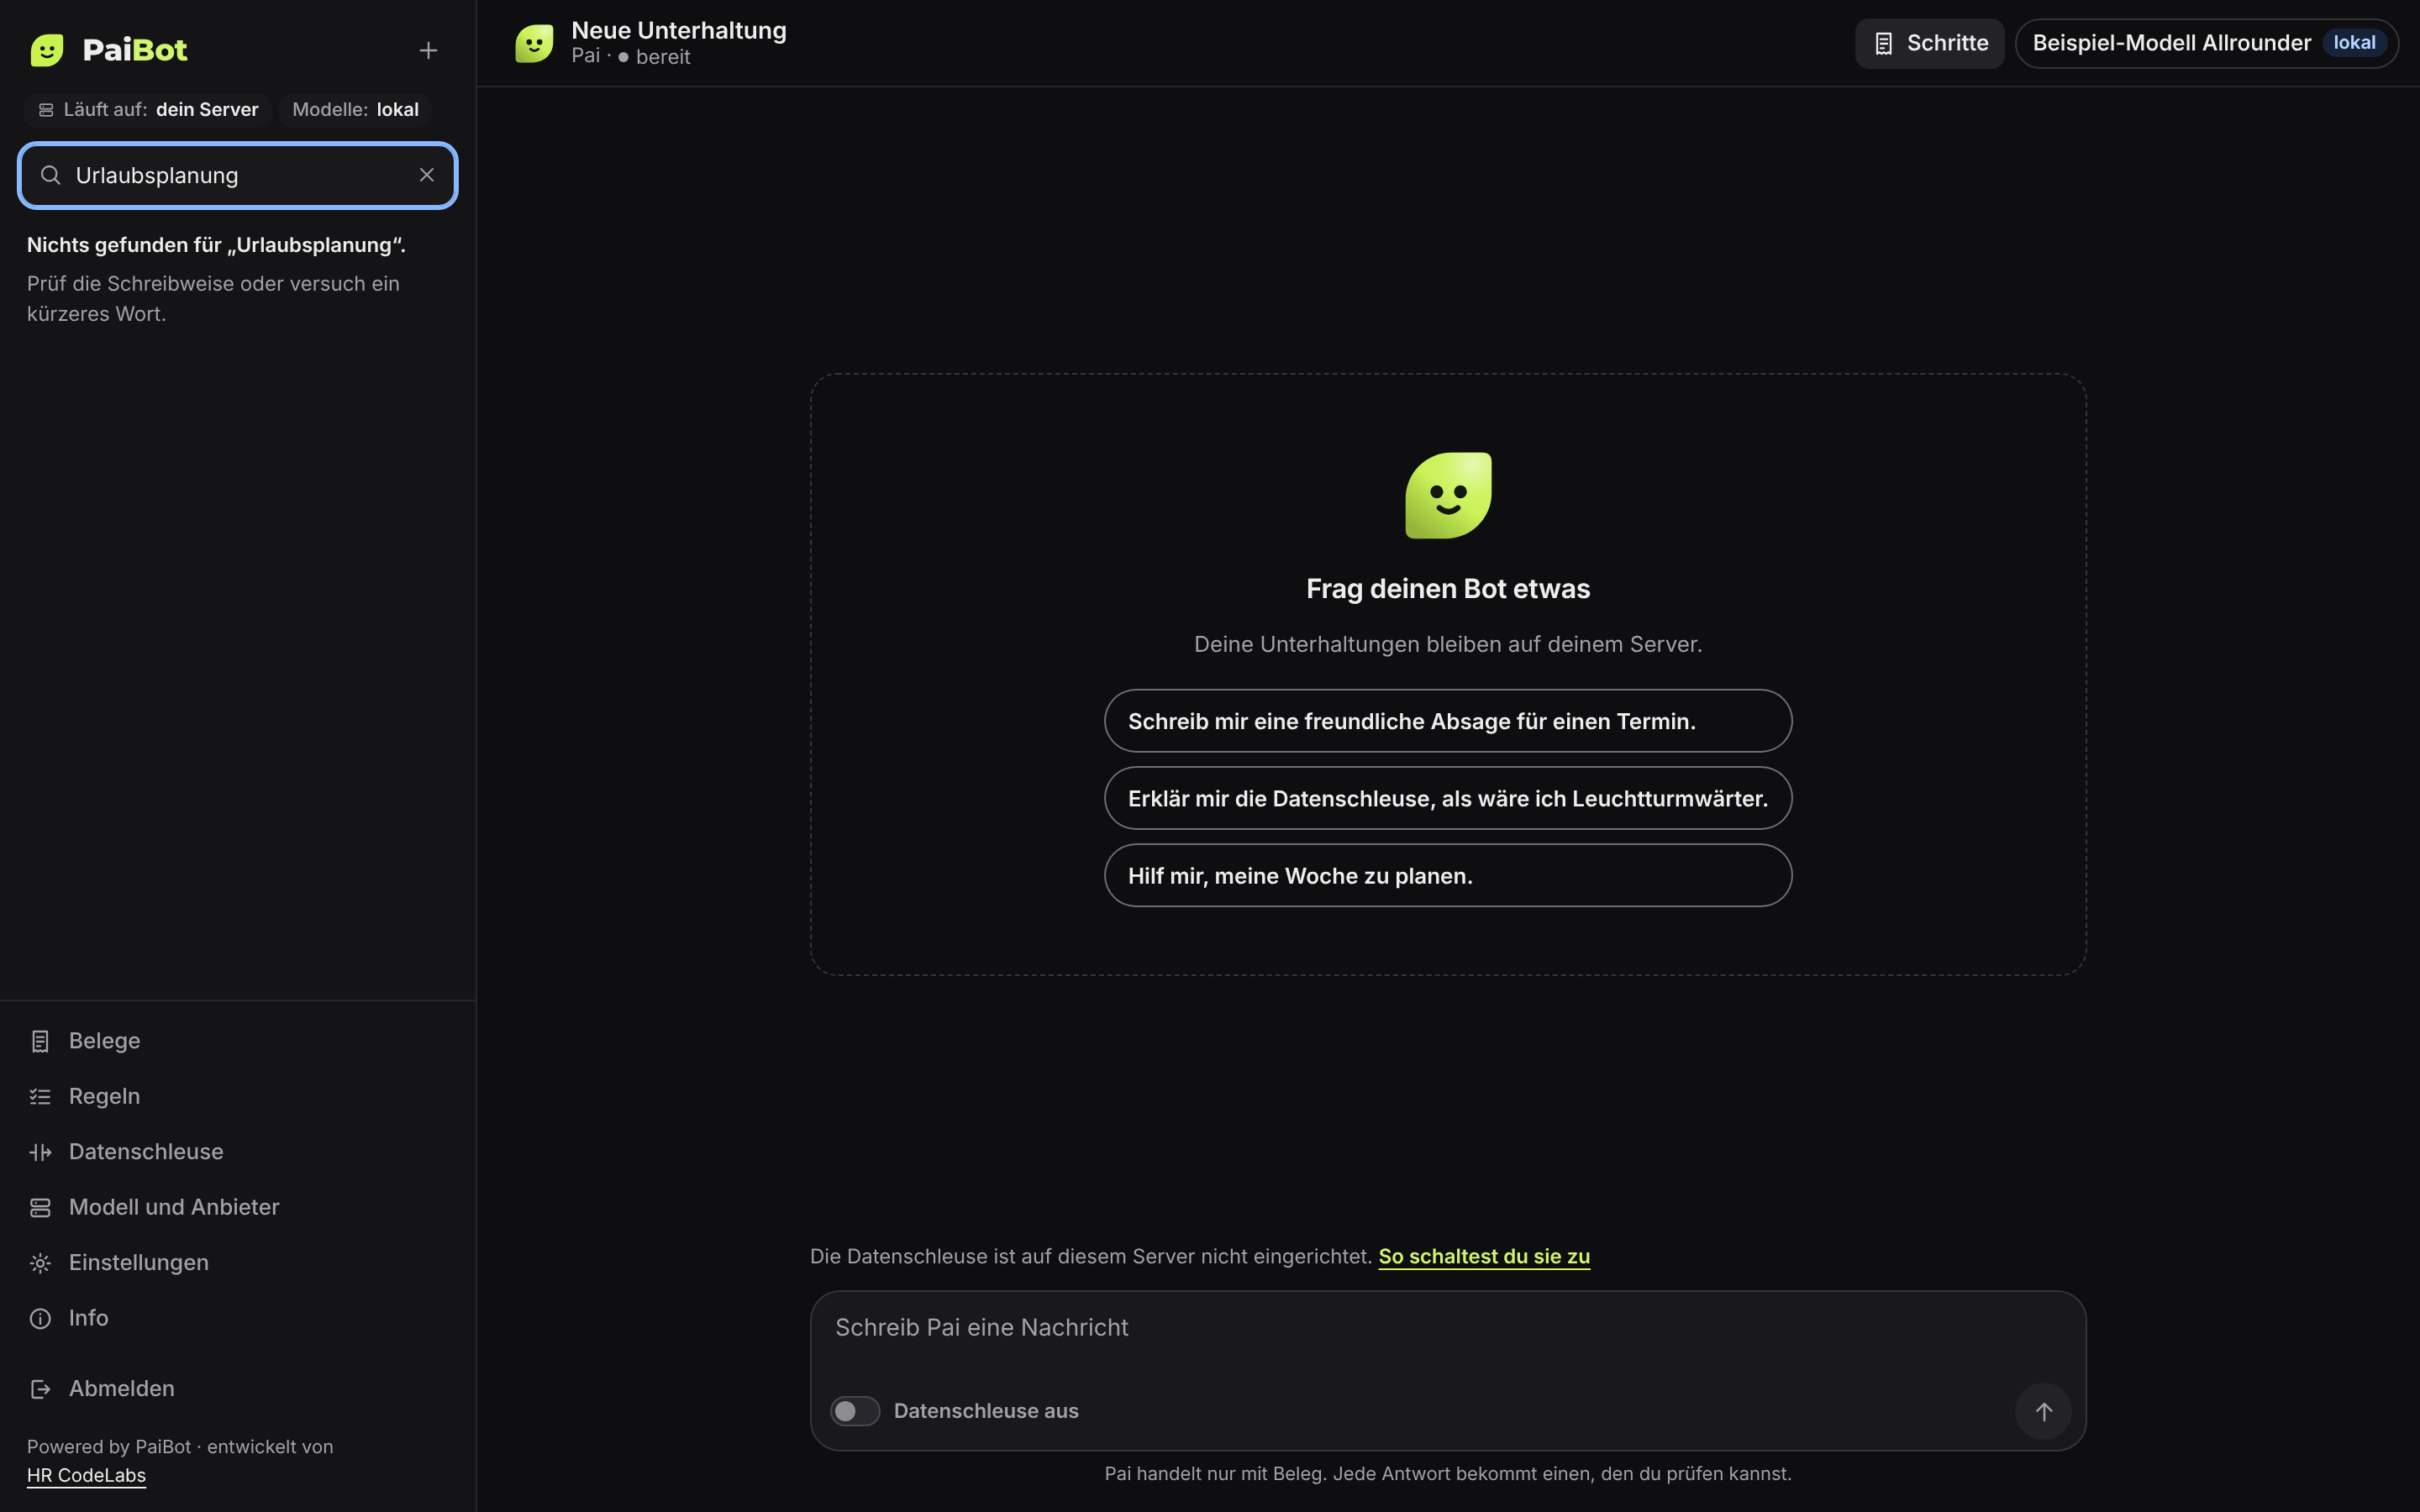 PaiBot
Läuft auf: dein Server
Modelle: lokal
Urlaubsplanung
Nichts gefunden für „Urlaubsplanung“.
Prüf die Schreibweise oder versuch ein
kürzeres Wort.
Belege
Regeln
Datenschleuse
Modell und Anbieter
Einstellungen
Info
Abmelden
Powered by PaiBot · entwickelt von
HR CodeLabs
Neue Unterhaltung
Pai · bereit
Schritte
Beispiel-Modell Allrounder lokal
Frag deinen Bot etwas
Deine Unterhaltungen bleiben auf deinem Server.
Schreib mir eine freundliche Absage für einen Termin.
Erklär mir die Datenschleuse, als wäre ich Leuchtturmwärter.
Hilf mir, meine Woche zu planen.
Die Datenschleuse ist auf diesem Server nicht eingerichtet. So schaltest du sie zu
Schreib Pai eine Nachricht
Datenschleuse aus
Pai handelt nur mit Beleg. Jede Antwort bekommt einen, den du prüfen kannst.